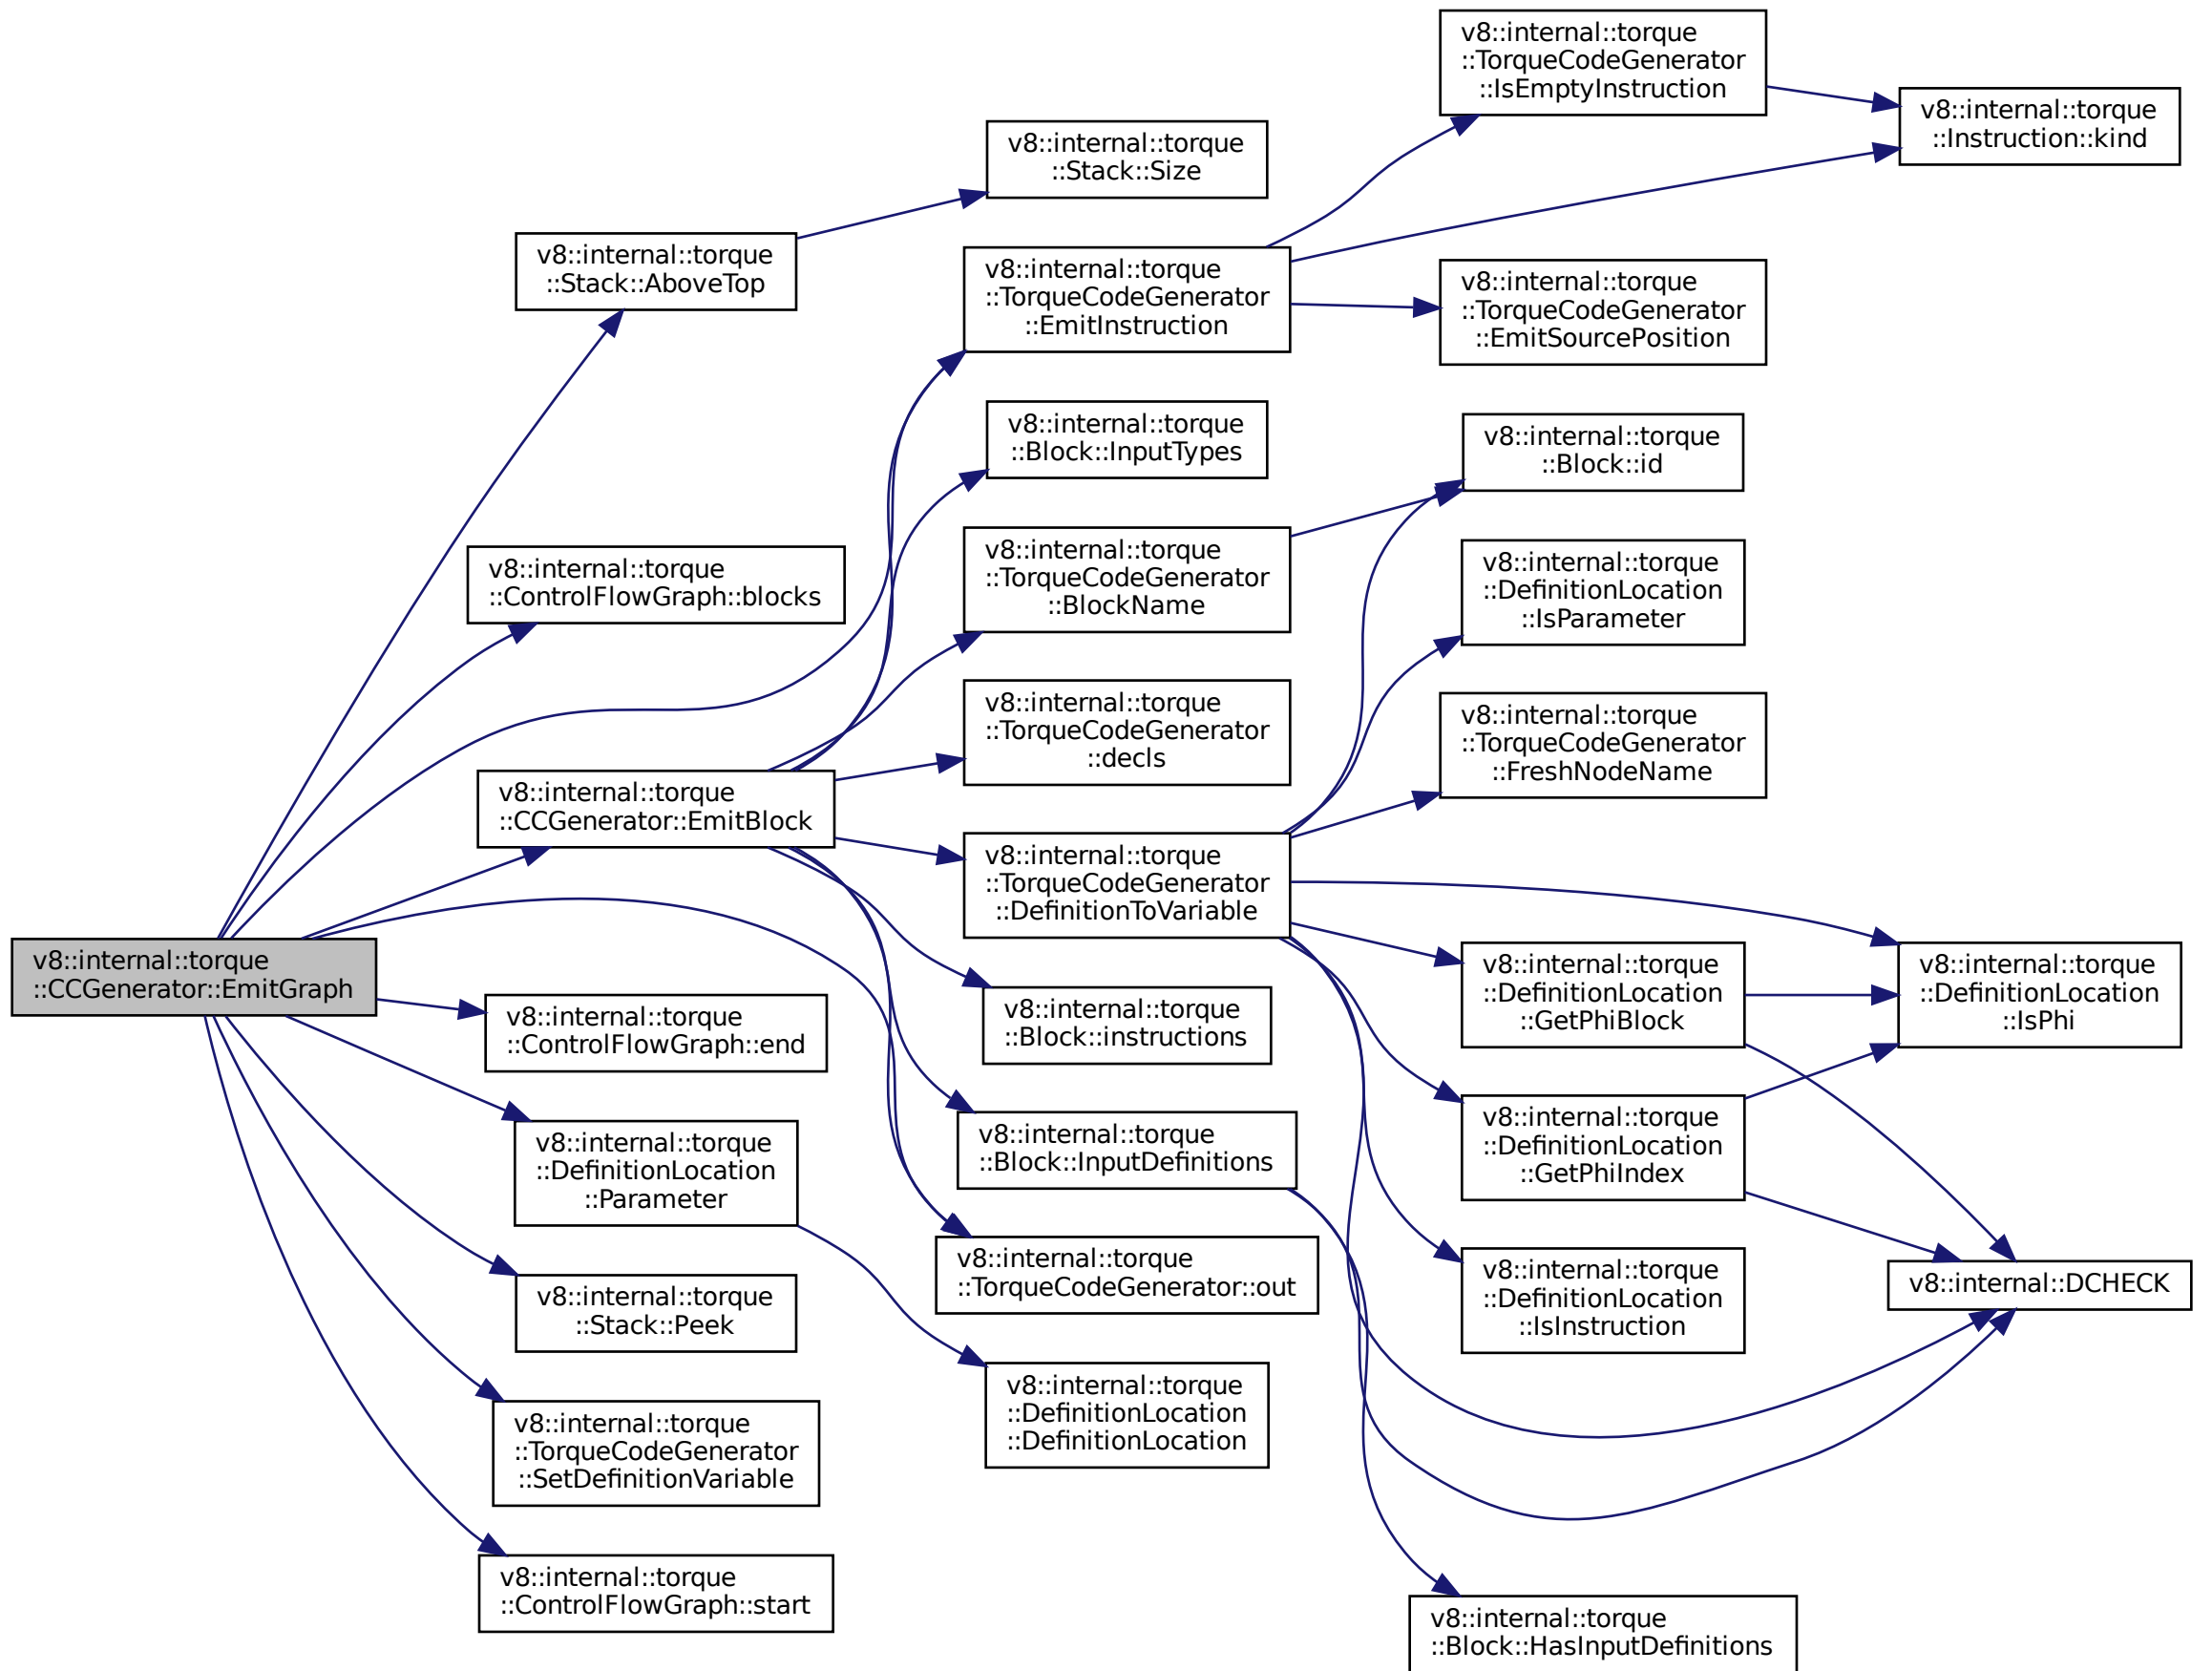 v8::internal::torque
::CCGenerator::EmitGraph
v8::internal::torque
::Stack::AboveTop
v8::internal::torque
::ControlFlowGraph::blocks
v8::internal::torque
::CCGenerator::EmitBlock
v8::internal::torque
::ControlFlowGraph::end
v8::internal::torque
::DefinitionLocation
::Parameter
v8::internal::torque
::Stack::Peek
v8::internal::torque
::TorqueCodeGenerator
::SetDefinitionVariable
v8::internal::torque
::ControlFlowGraph::start
v8::internal::torque
::Stack::Size
v8::internal::torque
::TorqueCodeGenerator
::EmitInstruction
v8::internal::torque
::Block::InputTypes
v8::internal::torque
::TorqueCodeGenerator
::BlockName
v8::internal::torque
::TorqueCodeGenerator
::decls
v8::internal::torque
::TorqueCodeGenerator
::DefinitionToVariable
v8::internal::torque
::Block::instructions
v8::internal::torque
::Block::InputDefinitions
v8::internal::torque
::TorqueCodeGenerator::out
v8::internal::torque
::DefinitionLocation
::DefinitionLocation
v8::internal::torque
::TorqueCodeGenerator
::IsEmptyInstruction
v8::internal::torque
::TorqueCodeGenerator
::EmitSourcePosition
v8::internal::torque
::Block::id
v8::internal::torque
::DefinitionLocation
::IsParameter
v8::internal::torque
::TorqueCodeGenerator
::FreshNodeName
v8::internal::torque
::DefinitionLocation
::GetPhiBlock
v8::internal::torque
::DefinitionLocation
::GetPhiIndex
v8::internal::torque
::DefinitionLocation
::IsInstruction
v8::internal::torque
::Block::HasInputDefinitions
v8::internal::torque
::Instruction::kind
v8::internal::torque
::DefinitionLocation
::IsPhi
v8::internal::DCHECK